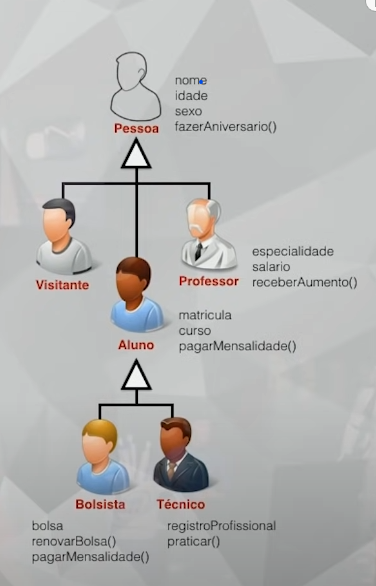 nome
idade
sexo
fazerAniversario()
Pessoa
Visitante
Professor
especialidade
salario
receberAumento()
Aluno
matricula
curso
pagarMensalidade()
Bolsista
Técnico
bolsa
renovarBolsa()
pagarMensalidade()
registroProfissional
praticar()